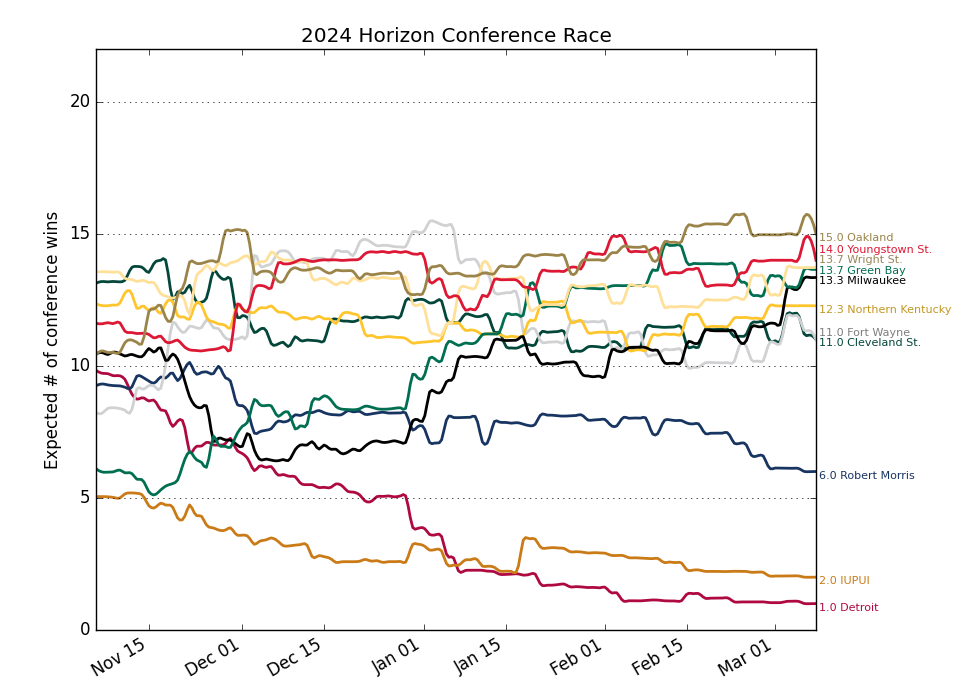 2024 Horizon Conference Race
Expected # of conference wins
20
15
10
5
0
15.0 Oakland
14.0 Youngstown St.
13.7 Wright St.
13.7 Green Bay
13.3 Milwaukee
12.3 Northern Kentucky
11.0 Fort Wayne
11.0 Cleveland St.
6.0 Robert Morris
2.0 IUPUI
1.0 Detroit
Nov 15
Dec 01
Dec 15
Jan 01
Jan 15
Feb 01
Feb 15
Mar 01